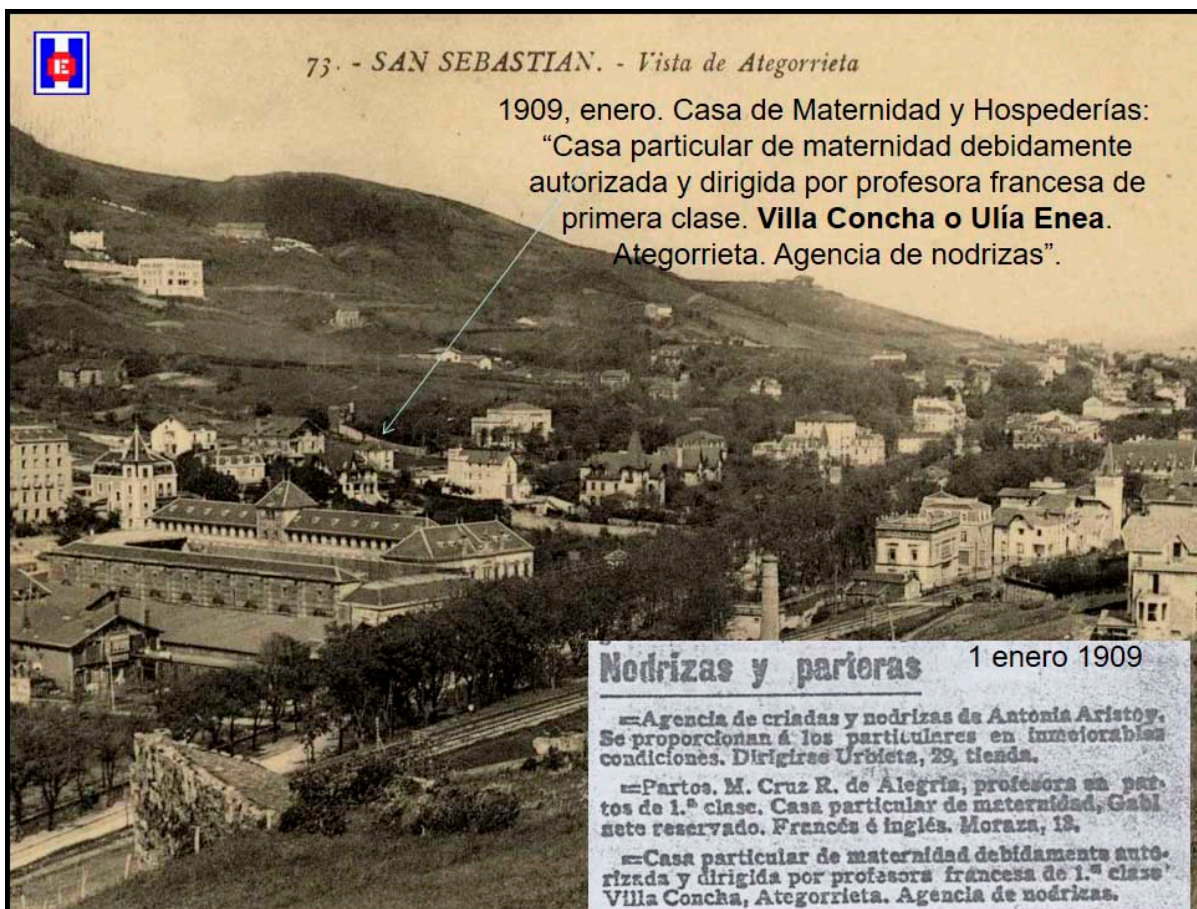 HE
73. - SAN SEBASTIAN. - Vista de Ategorrieta
1909, enero. Casa de Maternidad y Hospederías:
“Casa particular de maternidad debidamente
autorizada y dirigida por profesora francesa de
primera clase. Villa Concha o Ulía Enea.
Ategorrieta. Agencia de nodrizas”.
Nodrizas y parteras
1 enero 1909
=Agencia de criadas y nodrizas de Antonia Aristoy.
Se proporcionan á los particulares en inmejorables
condiciones. Dirigirse Urbieta, 29, tienda.
=Partos. M. Cruz R. de Alegria, profesora en par-
tos de 1.ª clase. Casa particular de maternidad, Gabi
nete reservado. Francés é inglés. Moraza, 13.
=Casa particular de maternidad debidamente auto-
rizada y dirigida por profesora francesa de 1.ª clase
Villa Concha, Ategorrieta. Agencia de nodrizas.